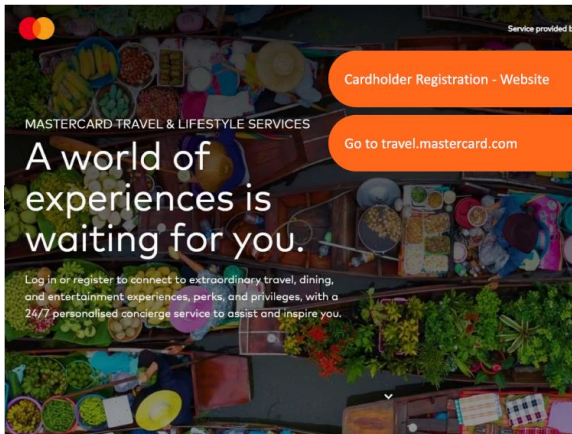 Service provided b
Cardholder Registration - Website
Go to travel.mastercard.com
MASTERCARD TRAVEL & LIFESTYLE SERVICES
A world of
experiences is
waiting for you.
Log in or register to connect to extraordinary travel, dining,
and entertainment experiences, perks, and privileges, with a
24/7 personalised concierge service to assist and inspire you.